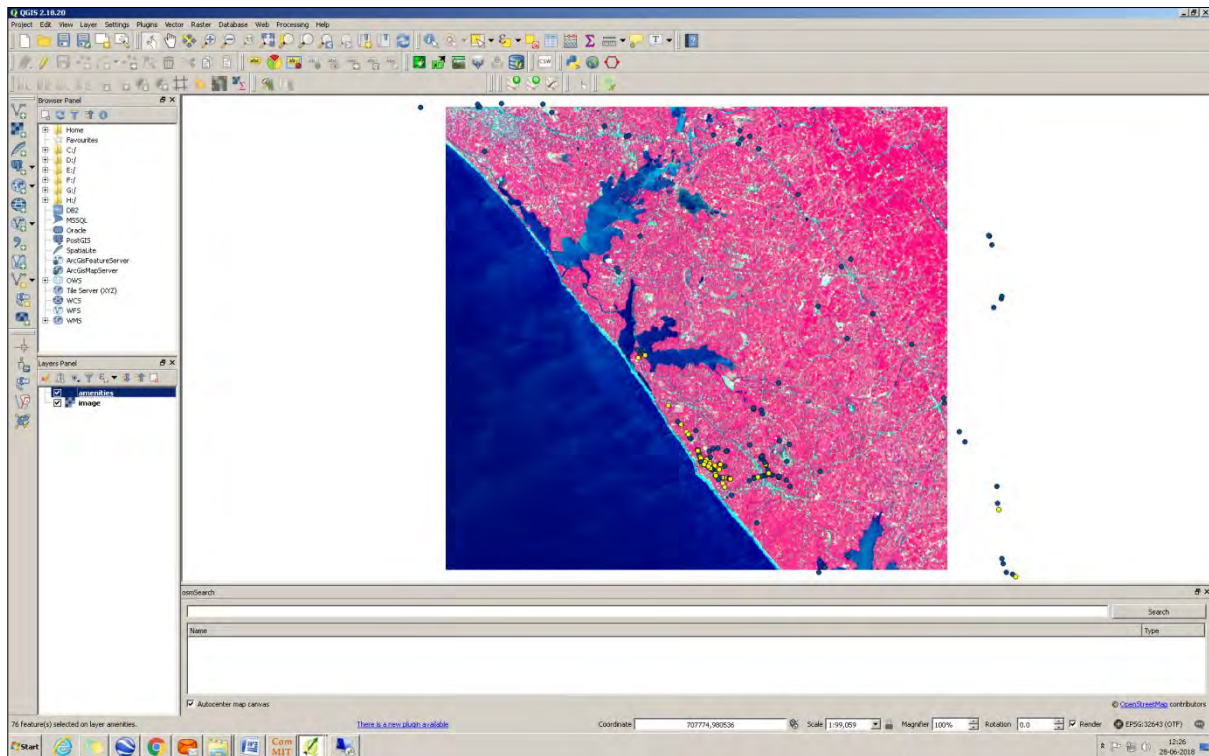 QGIS 2.18.20
Project Edit View Layer Settings Plugins Vector Raster Database Web Processing Help
CSW
Browser Panel
Home
Favourites
C:/
D:/
E:/
F:/
G:/
H:/
DB2
MSSQL
Oracle
PostGIS
SpatiaLite
ArcGisFeatureServer
ArcGisMapServer
OWS
Tile Server (XYZ)
WCS
WFS
WMS
Layers Panel
amenities
image
osmSearch
Search
Name Type
Autocenter map canvas
© OpenStreetMap contributors
76 feature(s) selected on layer amenities. There is a new plugin available Coordinate 707774,980536 Scale 1:99,059 Magnifier 100% Rotation 0.0 Render EPSG:32643 (OTF)
Start
Com
MIT
12:26
28-06-2018